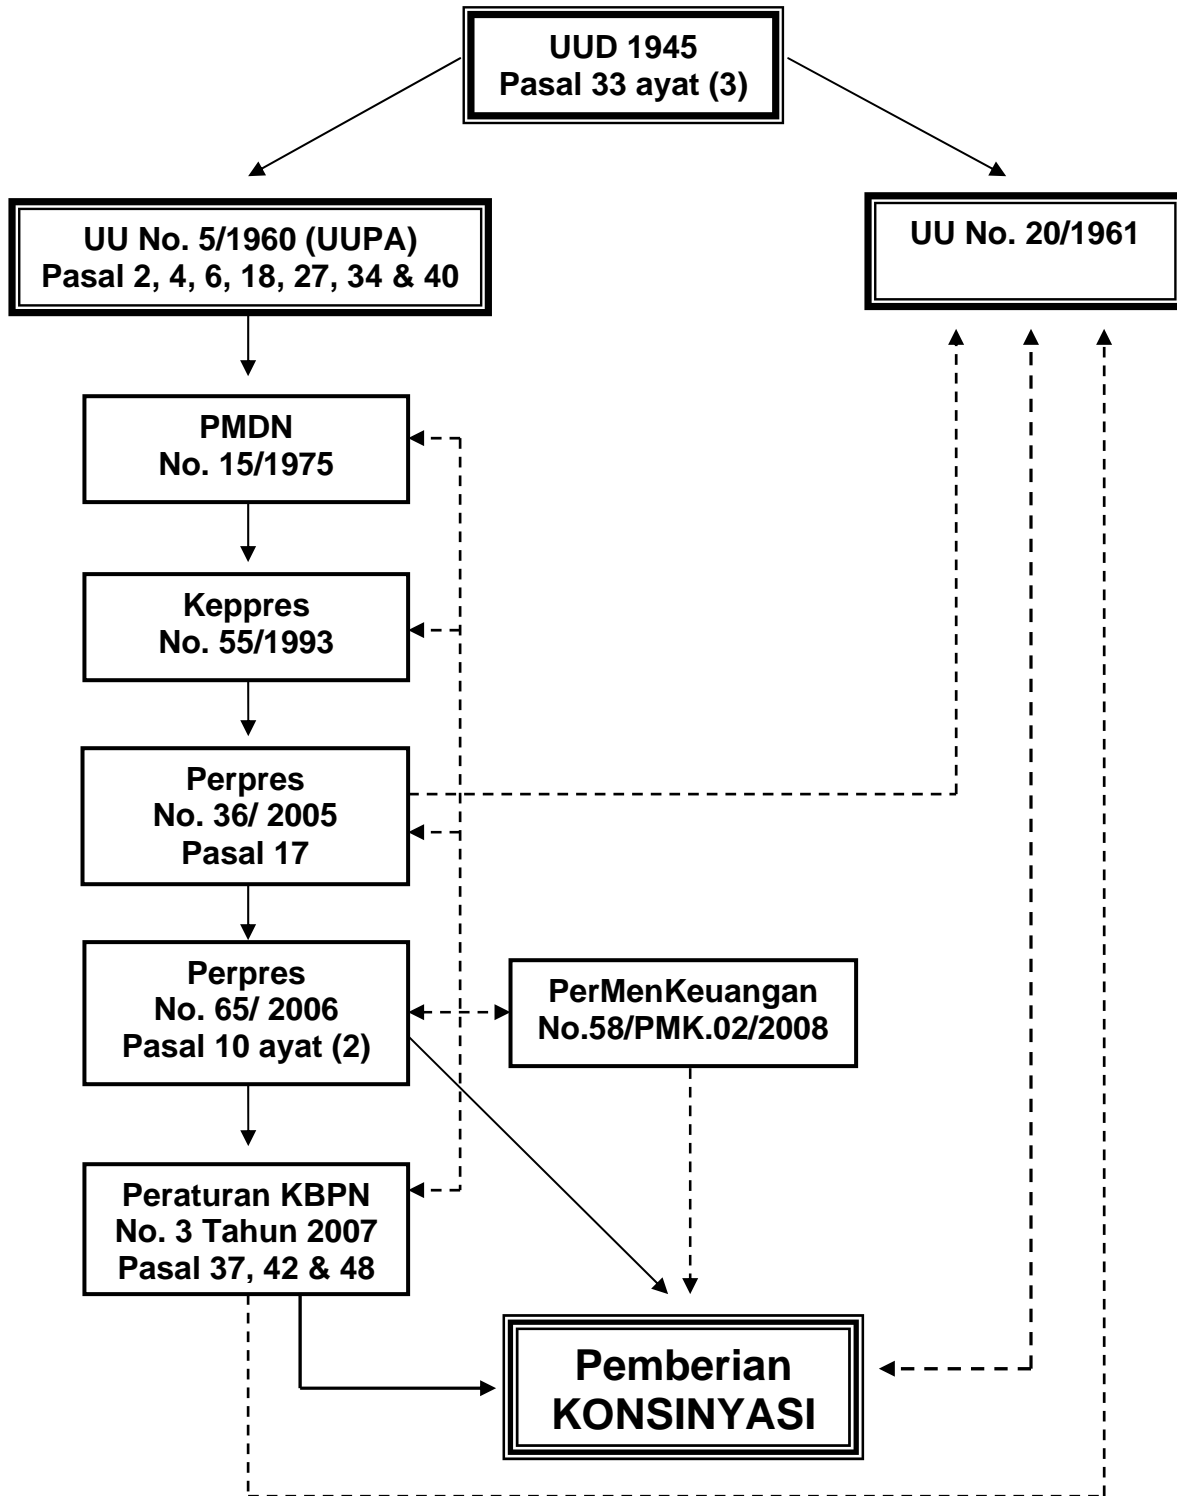 UUD 1945
Pasal 33 ayat (3)
UU No. 5/1960 (UUPA)
Pasal 2, 4, 6, 18, 27, 34 & 40
UU No. 20/1961
PMDN
No. 15/1975
Keppres
No. 55/1993
Perpres
No. 36/ 2005
Pasal 17
Perpres
No. 65/ 2006
Pasal 10 ayat (2)
PerMenKeuangan
No.58/PMK.02/2008
Peraturan KBPN
No. 3 Tahun 2007
Pasal 37, 42 & 48
Pemberian
KONSINYASI